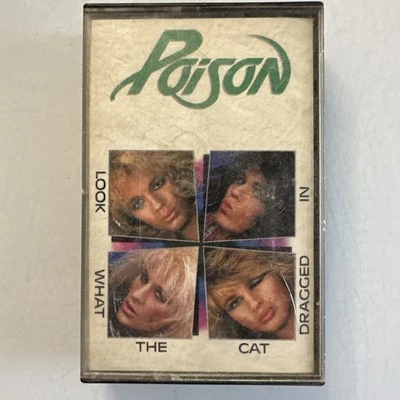 POISON
LOOK WHAT
THE CAT
DRAGGED IN